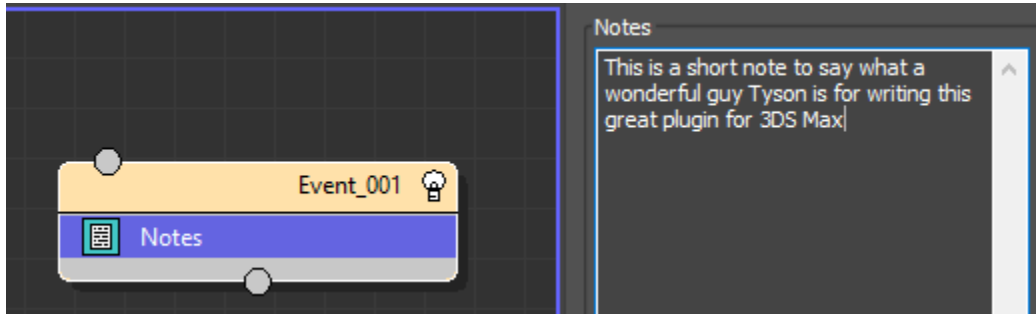 Notes
This is a short note to say what a
wonderful guy Tyson is for writing this
great plugin for 3DS Max
Event_001
Notes